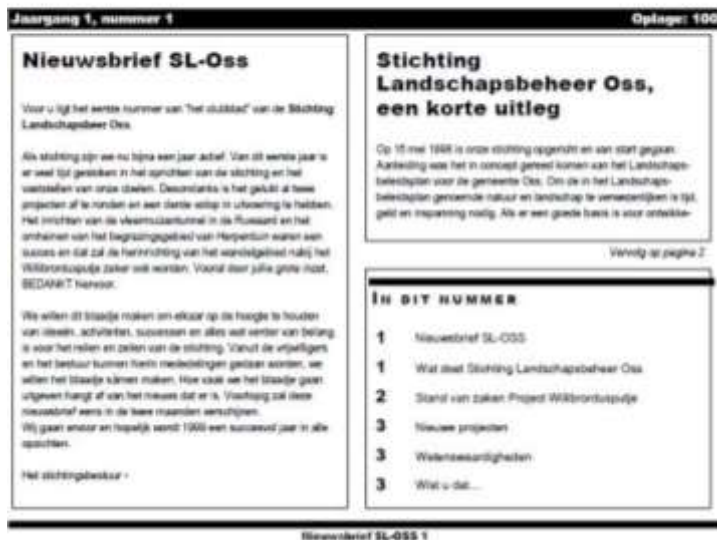 Jaargang 1, nummer 1
Oplage: 100
Nieuwsbrief SL-Oss
Voor u ligt het eerste nummer van "het clubblad" van de Stichting
Landschapsbeer Oss.
Als stichting zijn we nu bijna een jaar actief. Van dit eerste jaar is
er veel tijd gestoken in het oprichten van de stichting en het
vaststellen van onze doelen. Desondanks is het gelukt al twee
projecten af te ronden en een derde volop in uitvoering te hebben.
Het inrichten van de vleermuizentunnel in de Ruwaard en het
omheinen van het begrazingsgebied van Herperduin waren een
succes en dat zal de herinrichting van het wandelgebied nabij het
Willibrordusputje zeker ook worden. Vooral door jullie grote inzet,
BEDANKT hiervoor.
We willen dit blaadje maken om elkaar op de hoogte te houden
van ideeën, activiteiten, successen en alles wat verder van belang
is voor het reilen en zeilen van de stichting. Vanuit de vrijwilligers
en het bestuur kunnen hierin mededelingen gedaan worden, we
willen het blaadje sámen maken. Hoe vaak we het blaadje gaan
uitgeven hangt af van het nieuws dat er is. Voorlopig zal deze
nieuwsbrief eens in de twee maanden verschijnen.
Wij gaan ervoor en hopelijk wordt 1999 een succesvol jaar in alle
opzichten.
Het stichtingsbestuur
Stichting
Landschapsbeheer Oss,
een korte uitleg
Op 15 mei 1998 is onze stichting opgericht en van start gegaan.
Aanleiding was het in concept gereed komen van het Landschaps-
beleidsplan voor de gemeente Oss. Om de in het Landschaps-
beleidsplan genoemde natuur en landschap te verwezenlijken is tijd,
geld en inspanning nodig. Als er een goede basis is voor ontwikke-
Vervolg op pagina 2
IN DIT NUMMER
1 Nieuwsbrief SL-OSS
1 Wat doet Stichting Landschapsbeheer Oss
2 Stand van zaken Project Willibrordusputje
3 Nieuwe projecten
3 Wetenswaardigheden
3 Wist u dat...
Nieuwsbrief SL-OSS 1